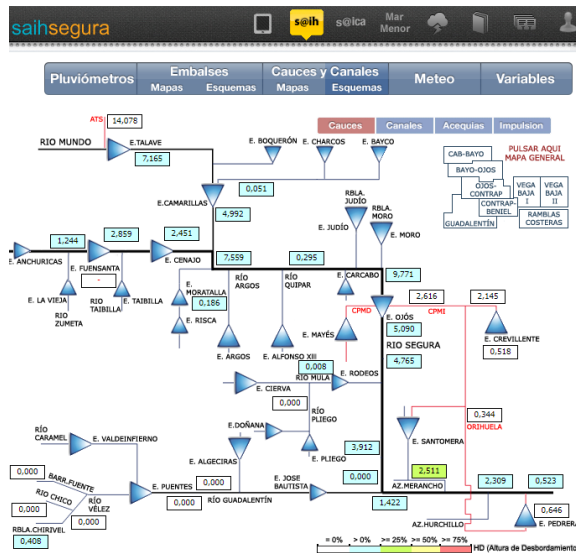 saihsegura
s@ih
s@ica
Mar
Menor
Pluviómetros
Embalses
Mapas Esquemas
Cauces y Canales
Mapas Esquemas
Meteo
Variables
Cauces Canales Acequias Impulsion
ATS 14,078
RIO MUNDO
E.TALAVE
7,165
E. BOQUERÓN
E. CHARCOS
E. BAYCO
PULSAR AQUI
MAPA GENERAL
CAB-BAYO
BAYO-OJOS
OJOS-
CONTRAP
CONTRAP-
BENIEL
GUADALENTÍN
VEGA
BAJA
I
VEGA
BAJA
II
RAMBLAS
COSTERAS
0,051
E.CAMARILLAS
4,992
RBLA.
JUDÍO
RBLA.
MORO
E. JUDÍO
E. MORO
1,244
2,859
2,451
E. ANCHURICAS
E. FUENSANTA
-
E. CENAJO
7,559
0,295
9,771
E. LA VIEJA
RIO
ZUMETA
RIO
TAIBILLA
E. TAIBILLA
E.
MORATALLA
0,186
E. RISCA
RÍO
ARGOS
E. ARGOS
RÍO
QUIPAR
E. ALFONSO XIII
E. CARCABO
CPMD
E. MAYÉS
E. OJÓS
5,090
RIO SEGURA
4,765
2,616
CPMI
2,145
E. CREVILLENTE
0,518
0,008
RIO MULA
E. RODEOS
E. CIERVA
0,000
RÍO
PLIEGO
E.DOÑANA
E. PLIEGO
0,344
ORIHUELA
E. SANTOMERA
2.511
AZ.MERANCHO
RÍO
CARAMEL
E. VALDEINFIERNO
E. ALGECIRAS
3,912
0,000
BARR.FUENTE
0,000
RIO CHICO
0,000
RÍO
VÉLEZ
0,000
RBLA.CHIRIVEL
0,408
E. PUENTES
0,000
0,000
RÍO GUADALENTÍN
E. JOSE
BAUTISTA
0,000
1,422
2,309
0,523
AZ.HURCHILLO
0,646
E. PEDRERA
= 0% > 0% >= 25% >= 50% >= 75%
HD (Altura de Desbordamiento